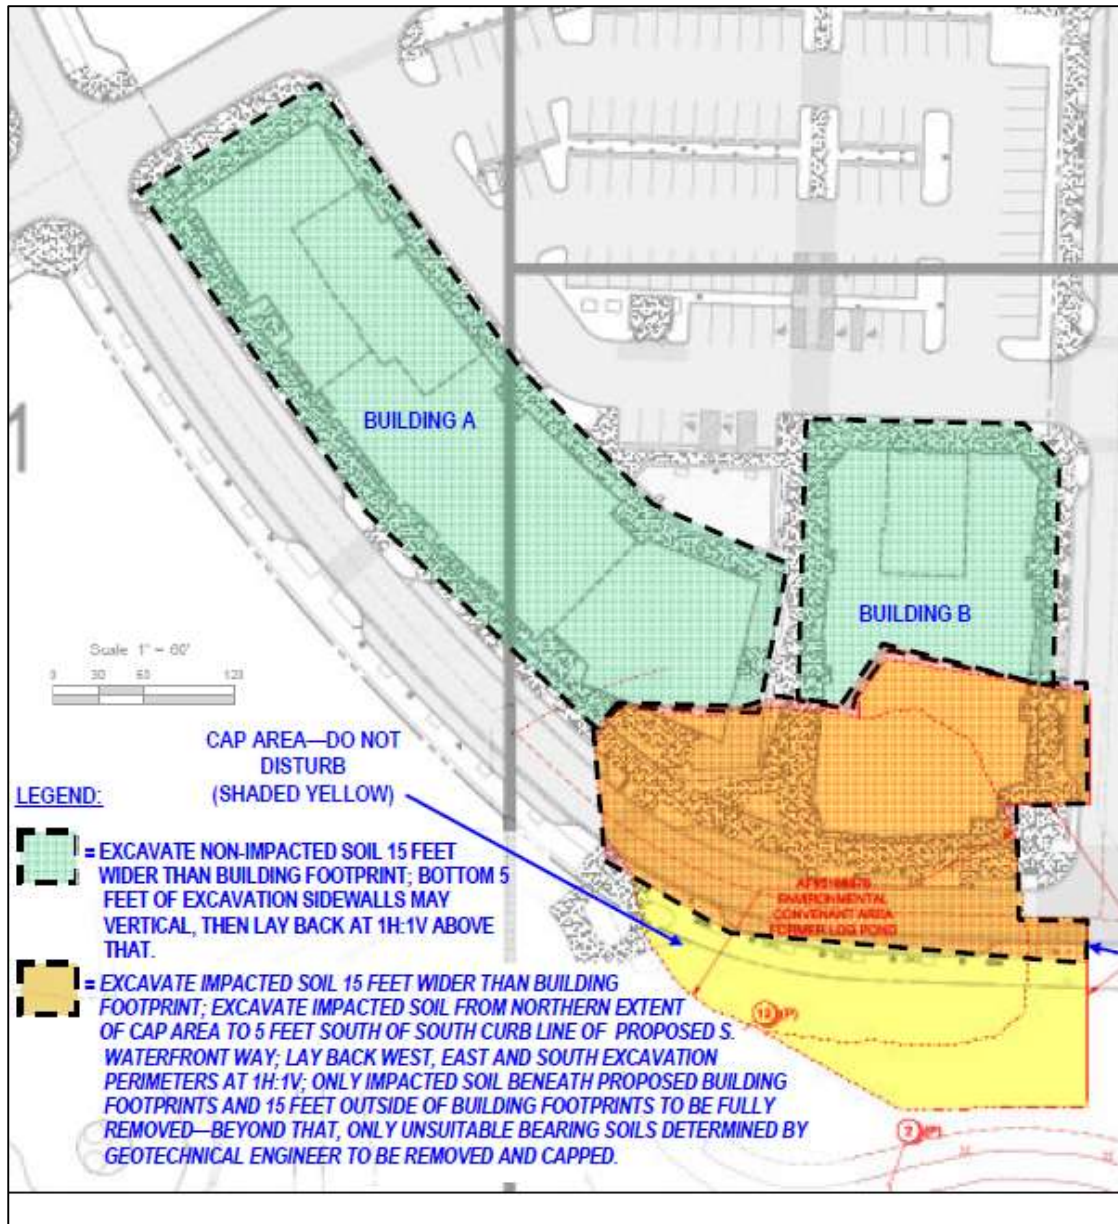 1
BUILDING A
BUILDING B
Scale 1" = 60'
CAP AREA—DO NOT
DISTURB
(SHADED YELLOW)
LEGEND:
= EXCAVATE NON-IMPACTED SOIL 15 FEET
WIDER THAN BUILDING FOOTPRINT; BOTTOM 5
FEET OF EXCAVATION SIDEWALLS MAY
VERTICAL, THEN LAY BACK AT 1H:1V ABOVE
THAT.
= EXCAVATE IMPACTED SOIL 15 FEET WIDER THAN BUILDING
FOOTPRINT; EXCAVATE IMPACTED SOIL FROM NORTHERN EXTENT
OF CAP AREA TO 5 FEET SOUTH OF SOUTH CURB LINE OF PROPOSED S.
WATERFRONT WAY; LAY BACK WEST, EAST AND SOUTH EXCAVATION
PERIMETERS AT 1H:1V; ONLY IMPACTED SOIL BENEATH PROPOSED BUILDING
FOOTPRINTS AND 15 FEET OUTSIDE OF BUILDING FOOTPRINTS TO BE FULLY
REMOVED—BEYOND THAT, ONLY UNSUITABLE BEARING SOILS DETERMINED BY
GEOTECHNICAL ENGINEER TO BE REMOVED AND CAPPED.
ENVIRONMENTAL
CONVENANT AREA
FORMER LOG POND
(P)
7 (P)